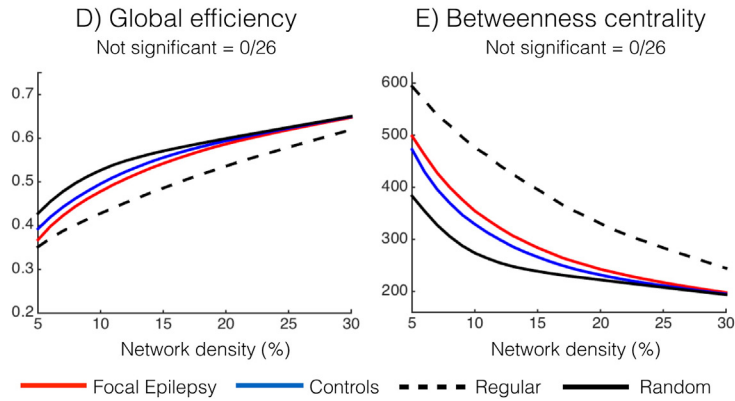 D) Global efficiency
Not significant = 0/26
0.7
0.6
0.5
0.4
0.3
0.2
5
10
15
20
25
30
Network density (%)
E) Betweenness centrality
Not significant = 0/26
600
500
400
300
200
5
10
15
20
25
30
Network density (%)
Focal Epilepsy
Controls
Regular
Random